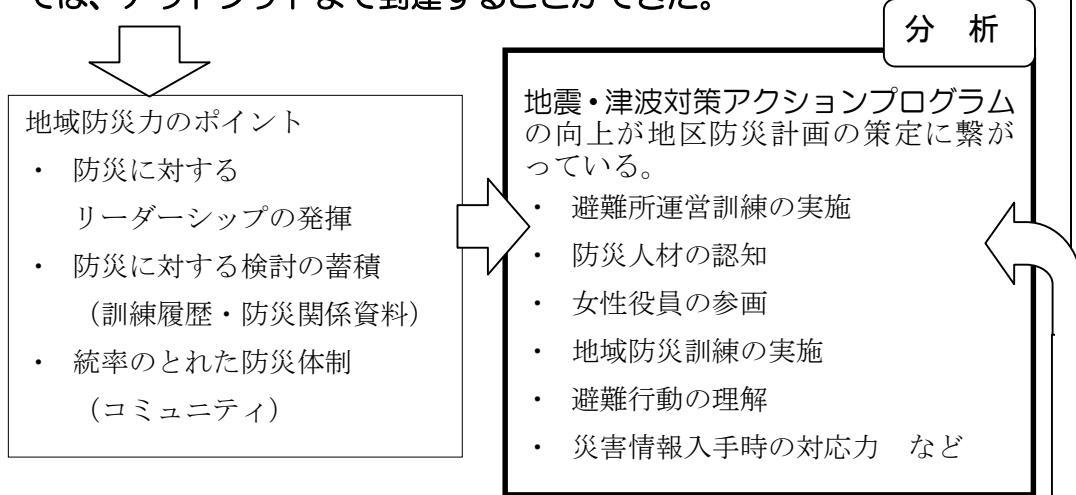 では、アウトプットまで到達することができた。
分　析
地域防災力のポイント
・　防災に対する
リーダーシップの発揮
・　防災に対する検討の蓄積
（訓練履歴・防災関係資料）
・　統率のとれた防災体制
（コミュニティ）
地震・津波対策アクションプログラム
の向上が地区防災計画の策定に繋が
っている。
・　避難所運営訓練の実施
・　防災人材の認知
・　女性役員の参画
・　地域防災訓練の実施
・　避難行動の理解
・　災害情報入手時の対応力　など